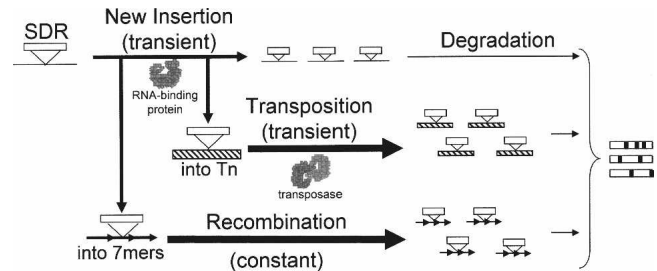 SDR
New Insertion
(transient)
RNA-binding
protein
Degradation
into Tn
Transposition
(transient)
transposase
into 7mers
Recombination
(constant)